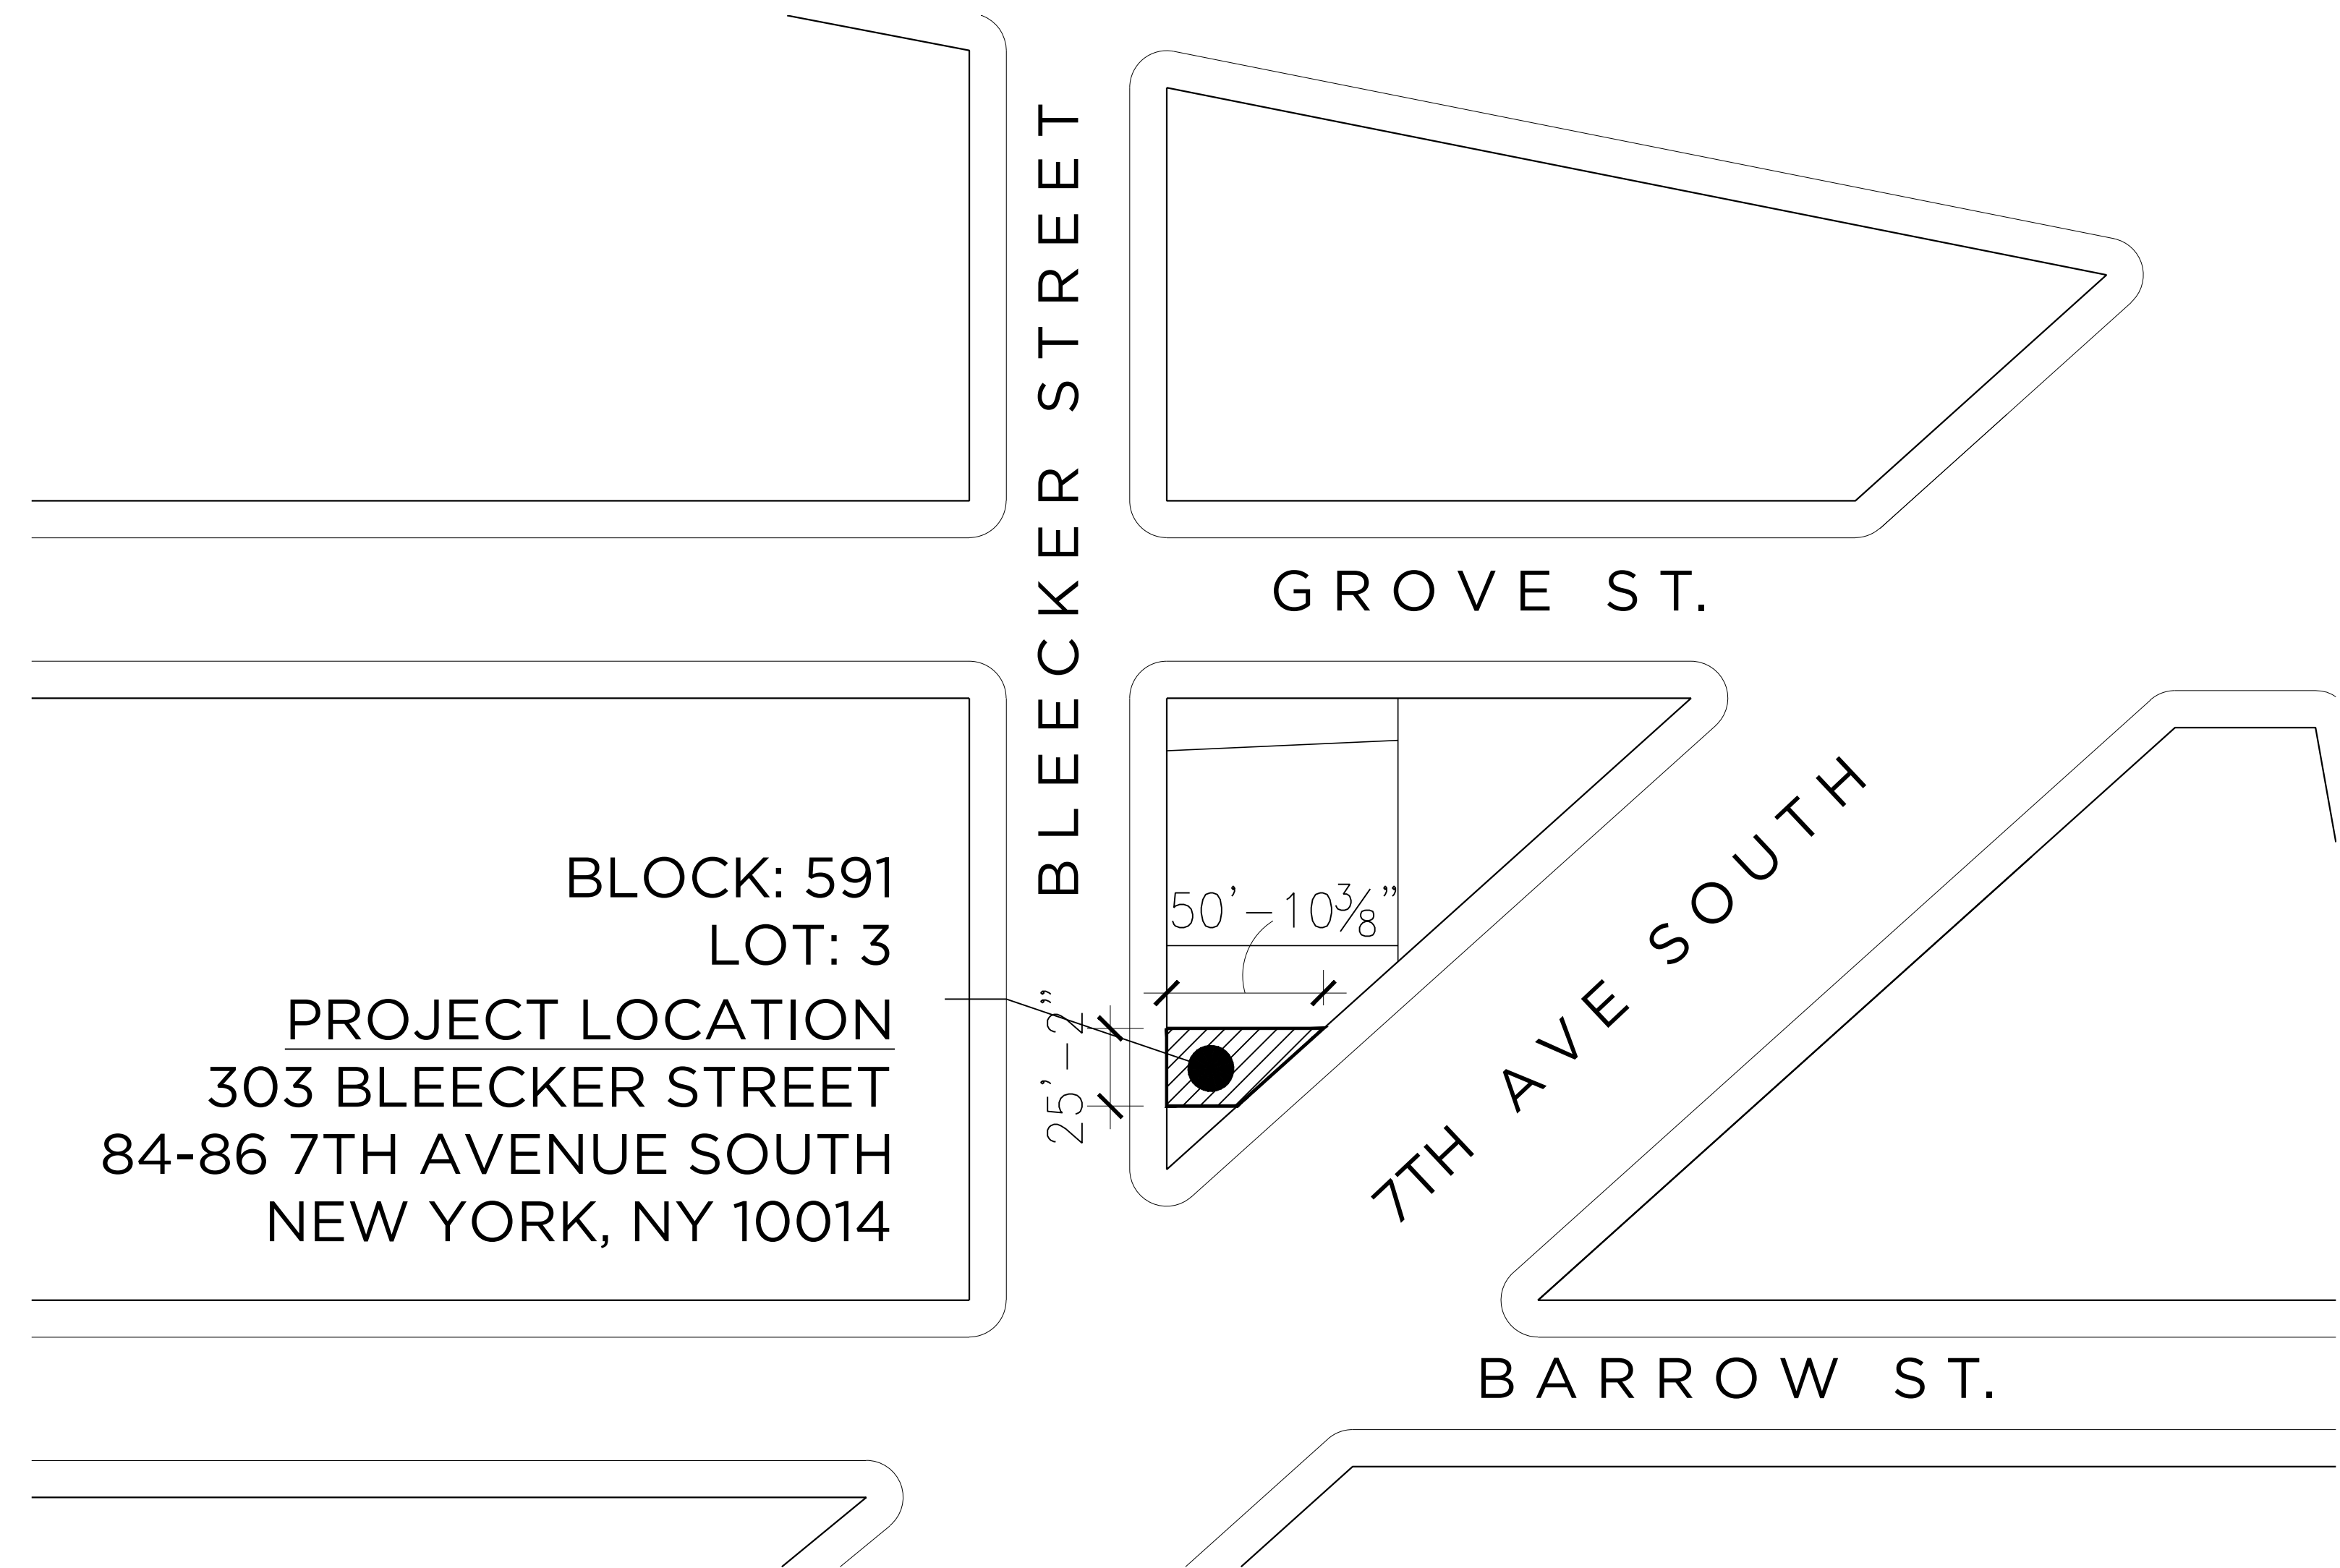 BLEECKER STREET
GROVE ST.
7TH AVE SOUTH
50'-10⅜"
25'-2"
BLOCK: 591
LOT: 3
PROJECT LOCATION
303 BLEECKER STREET
84-86 7TH AVENUE SOUTH
NEW YORK, NY 10014
BARROW ST.